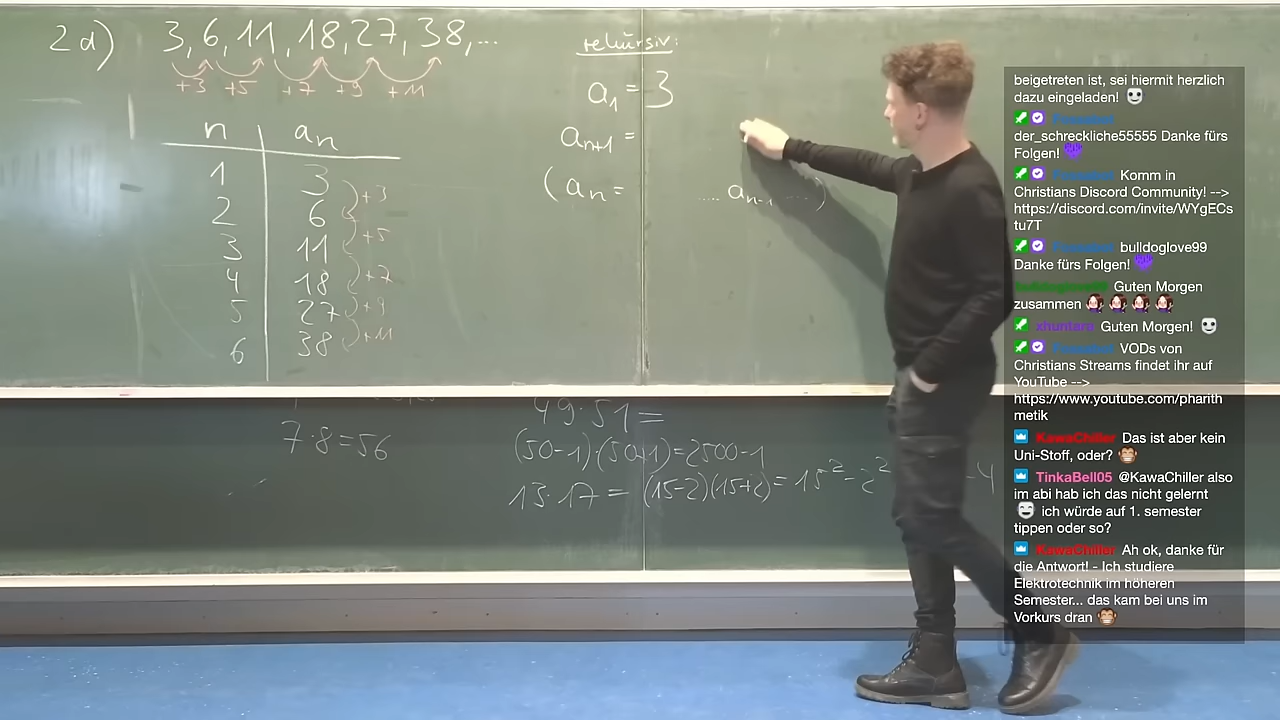 2d) 3, 6, 11, 18, 27, 38, ...
+3 +5 +7 +9 +11
n an
1 3
2 6
3 11
4 18
5 27
6 38
+3
+5
+7
+9
+11
rekursiv:
a1 = 3
an+1 =
(an = .... an-1 ....)
7·8=56
49·51=
(50-1)·(50+1)=2500-1
13·17 = (15-2)(15+2)=15²-2²
-4
beigetreten ist, sei hiermit herzlich
dazu eingeladen!
der_schreckliche55555 Danke fürs
Folgen!
Komm in
Christians Discord Community! -->
https://discord.com/invite/WYgECs
tu7T
bulldoglove99
Danke fürs Folgen!
Guten Morgen
zusammen
xhuntara Guten Morgen!
VODs von
Christians Streams findet ihr auf
YouTube -->
https://www.youtube.com/pharith
metik
KawaChiller Das ist aber kein
Uni-Stoff, oder?
TinkaBell05 @KawaChiller also
im abi hab ich das nicht gelernt
ich würde auf 1. semester
tippen oder so?
KawaChiller Ah ok, danke für
die Antwort! - Ich studiere
Elektrotechnik im höheren
Semester... das kam bei uns im
Vorkurs dran